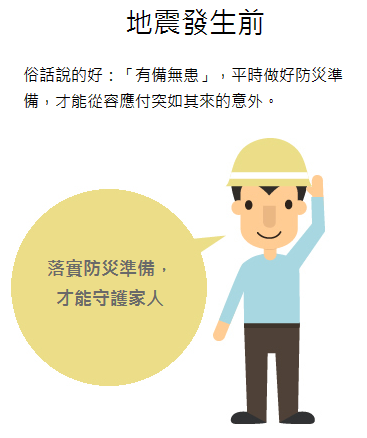 地震發生前
俗話說的好：「有備無患」，平時做好防災準
備，才能從容應付突如其來的意外。
落實防災準備，
才能守護家人